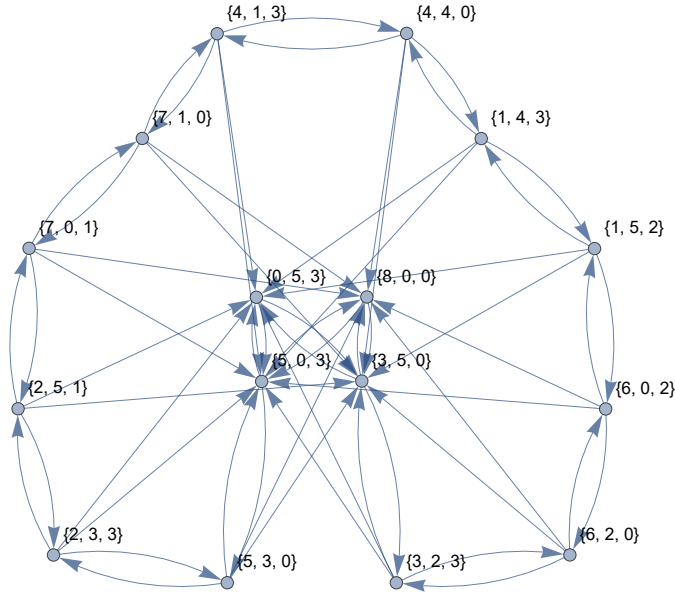 {4, 1, 3}
{4, 4, 0}
{7, 1, 0}
{1, 4, 3}
{7, 0, 1}
{1, 5, 2}
{0, 5, 3}
{8, 0, 0}
{5, 0, 3}
{3, 5, 0}
{2, 5, 1}
{6, 0, 2}
{2, 3, 3}
{6, 2, 0}
{5, 3, 0}
{3, 2, 3}